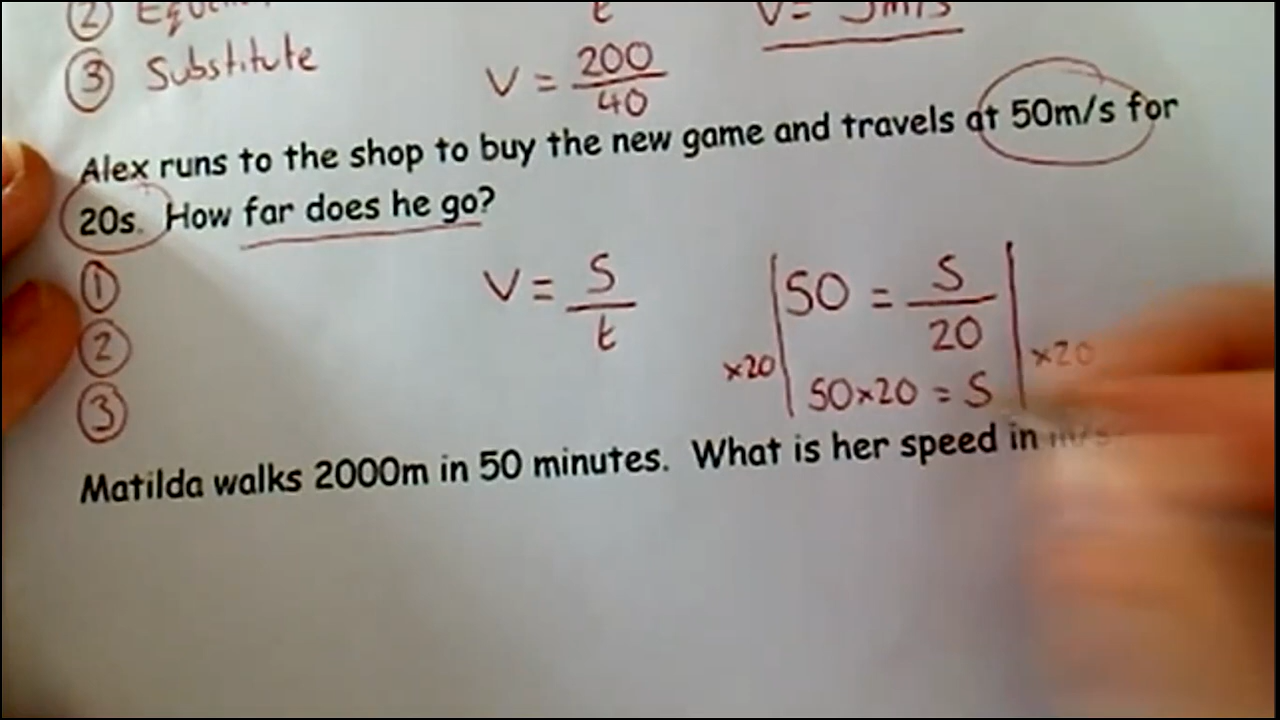 ②
t
V= 5m/s
③ Substitute
V = 200
40
Alex runs to the shop to buy the new game and travels at 50m/s for
20s. How far does he go?
①
V = S
t
50 = S
20
②
×20
×20
50×20 = S
③
Matilda walks 2000m in 50 minutes. What is her speed in